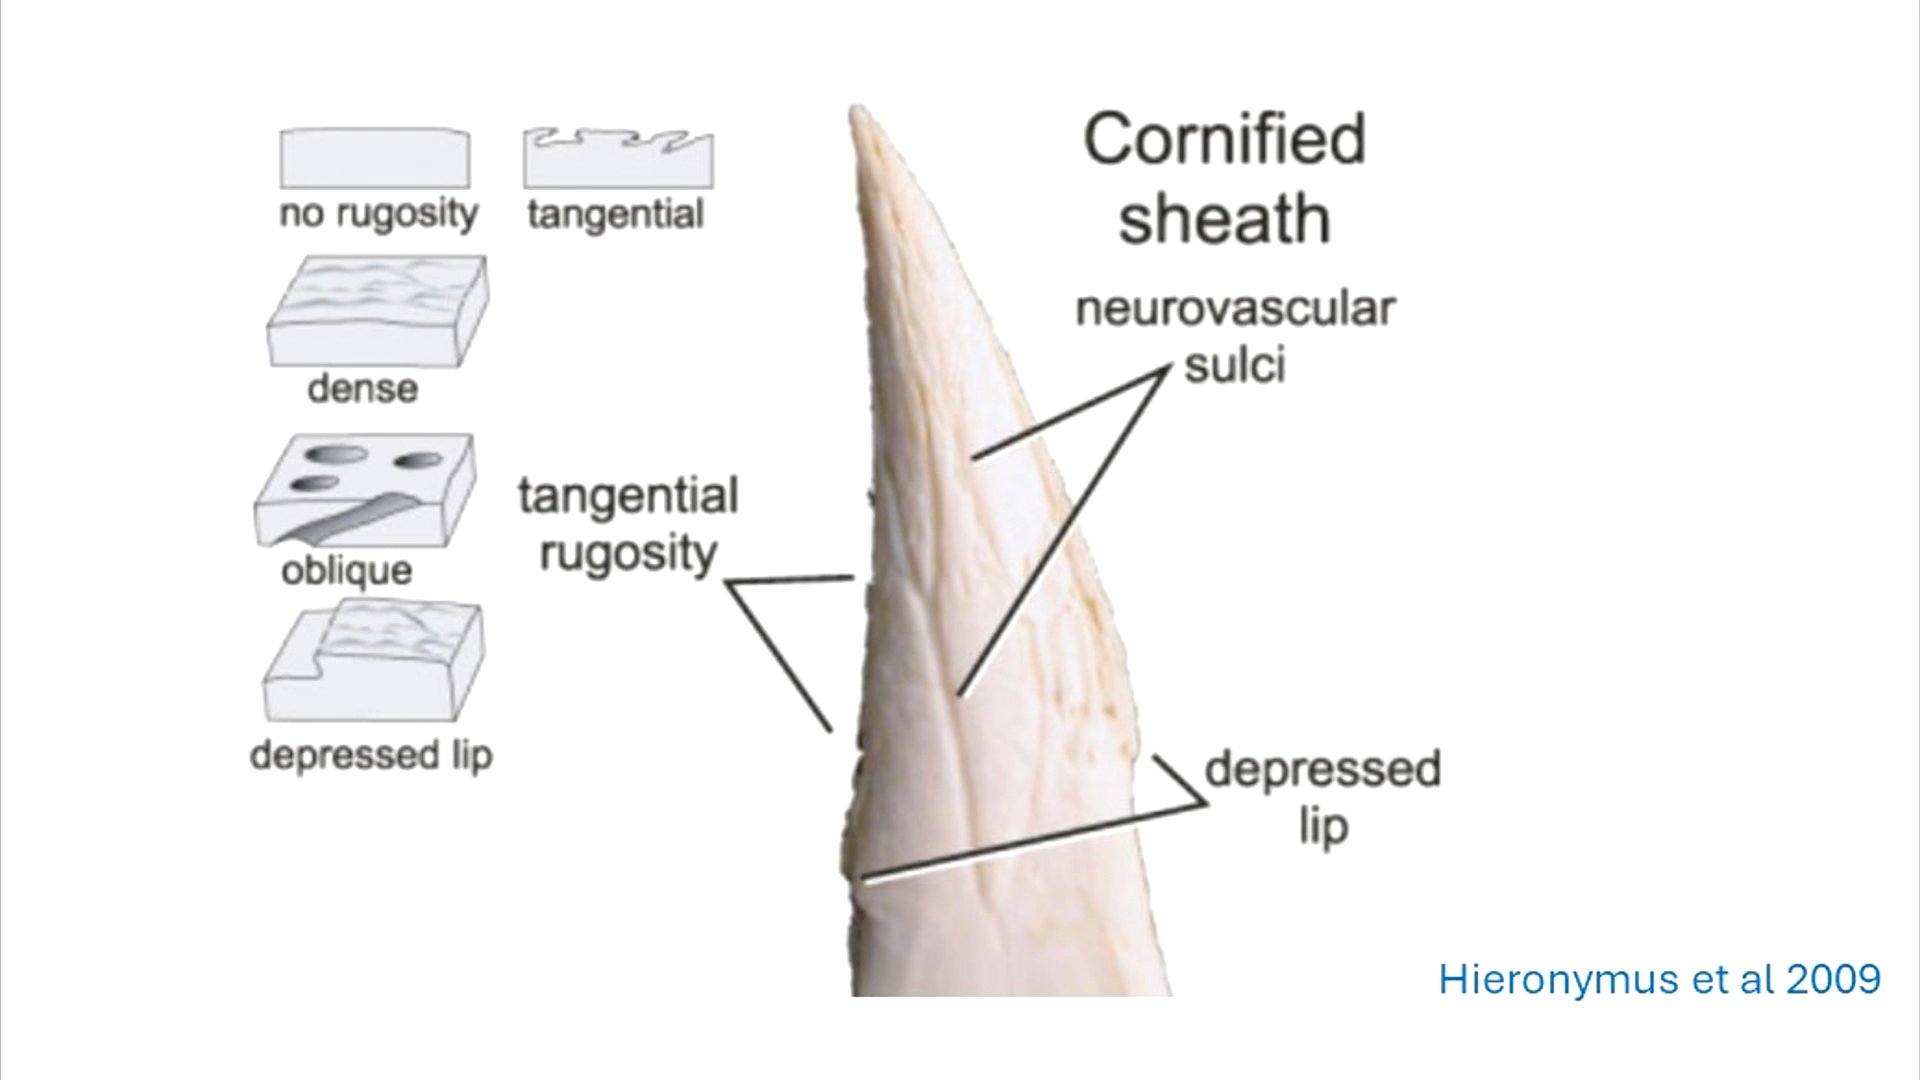 no rugosity
tangential
dense
oblique
depressed lip
tangential
rugosity
Cornified
sheath
neurovascular
sulci
depressed
lip
Hieronymus et al 2009